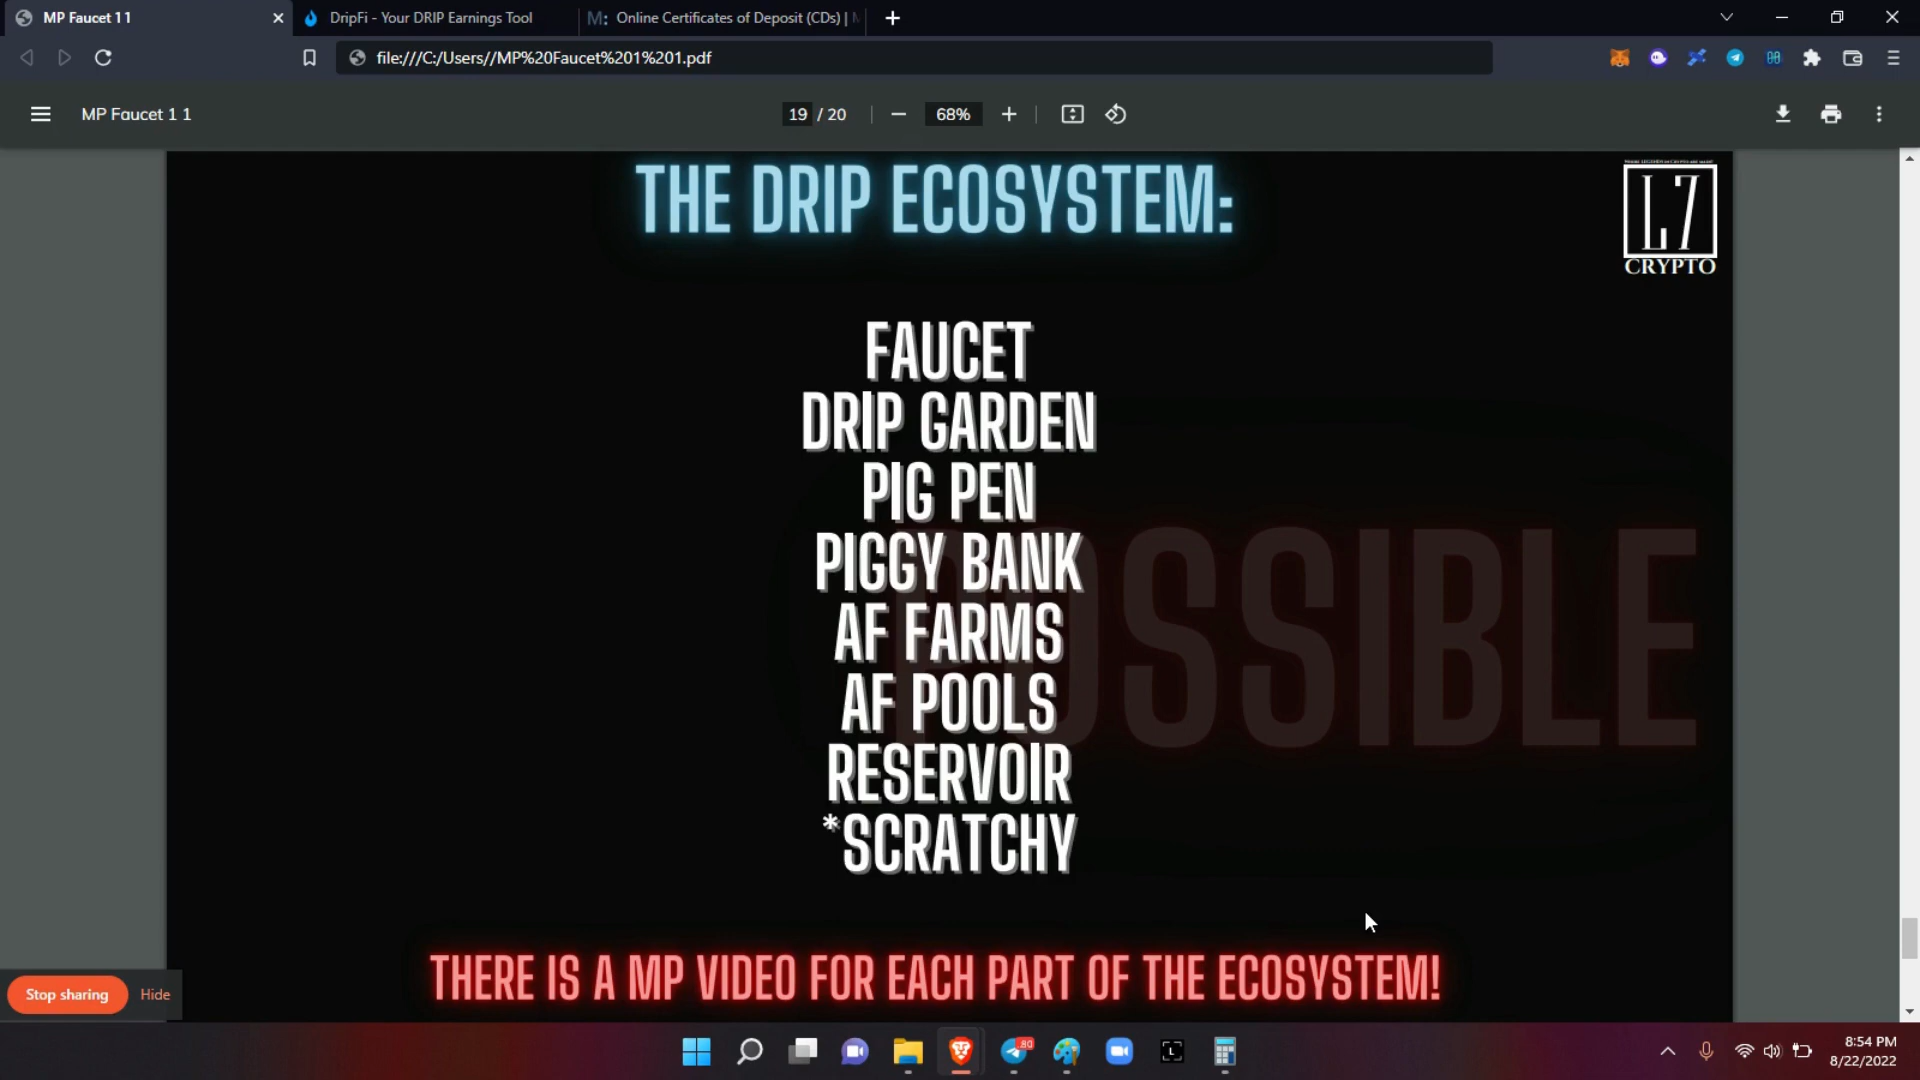 MP Faucet 1 1
DripFi - Your DRIP Earnings Tool
M: Online Certificates of Deposit (CDs) |
file:///C:/Users//MP%20Faucet%201%201.pdf
MP Faucet 1 1
19 / 20
68%
THE DRIP ECOSYSTEM:
L7
CRYPTO
FAUCET
DRIP GARDEN
PIG PEN
PIGGY BANK
AF FARMS
AF POOLS
RESERVOIR
*SCRATCHY
POSSIBLE
THERE IS A MP VIDEO FOR EACH PART OF THE ECOSYSTEM!
Stop sharing
Hide
80
L
8:54 PM
8/22/2022